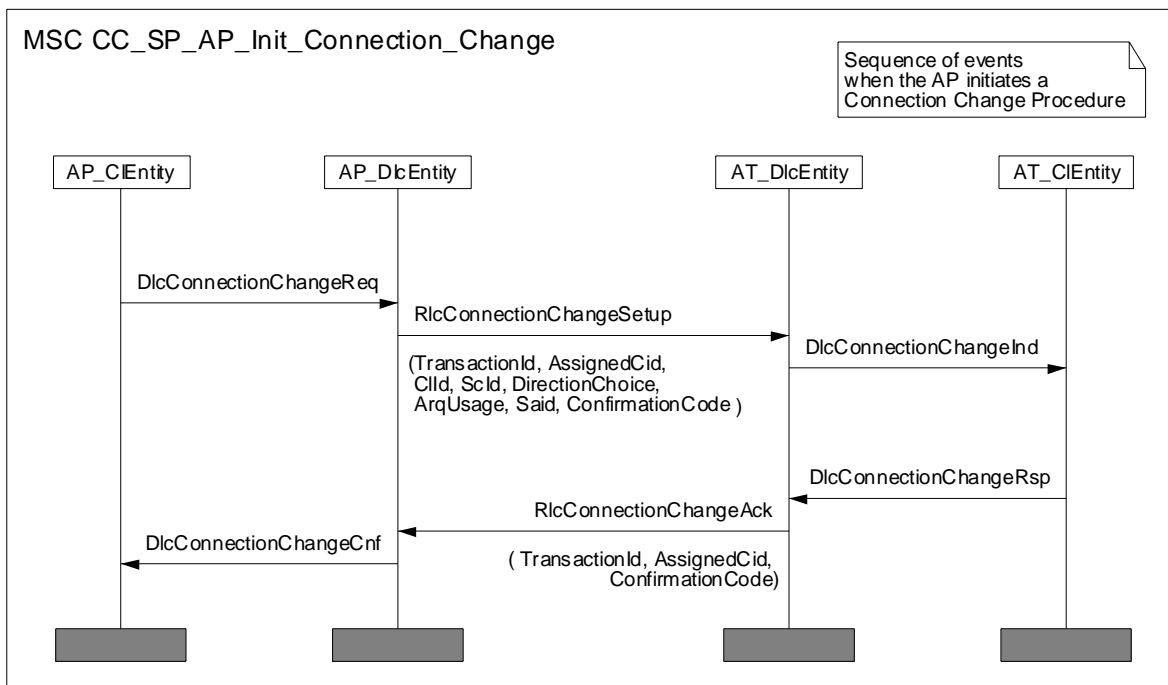 MSC CC_SP_AP_Init_Connection_Change
Sequence of events
when the AP initiates a
Connection Change Procedure
AP_ClEntity
AP_DlcEntity
AT_DlcEntity
AT_ClEntity
DlcConnectionChangeReq
RlcConnectionChangeSetup
(TransactionId, AssignedCid,
ClId, ScId, DirectionChoice,
ArqUsage, Said, ConfirmationCode )
DlcConnectionChangeInd
DlcConnectionChangeRsp
RlcConnectionChangeAck
( TransactionId, AssignedCid,
ConfirmationCode)
DlcConnectionChangeCnf